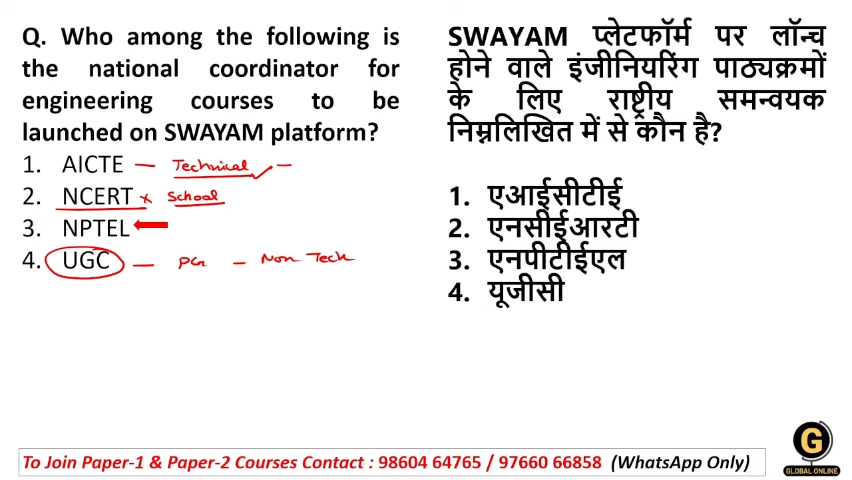 Q. Who among the following is
the national coordinator for
engineering courses to be
launched on SWAYAM platform?
1. AICTE — Technical —
2. NCERT x School
3. NPTEL
4. UGC — PG — Non Tech
SWAYAM प्लेटफॉर्म पर लॉन्च
होने वाले इंजीनियरिंग पाठ्यक्रमों
के लिए राष्ट्रीय समन्वयक
निम्नलिखित में से कौन है?
1. एआईसीटीई
2. एनसीईआरटी
3. एनपीटीईएल
4. यूजीसी
G
GLOBAL ONLINE
To Join Paper-1 & Paper-2 Courses Contact : 98604 64765 / 97660 66858 (WhatsApp Only)